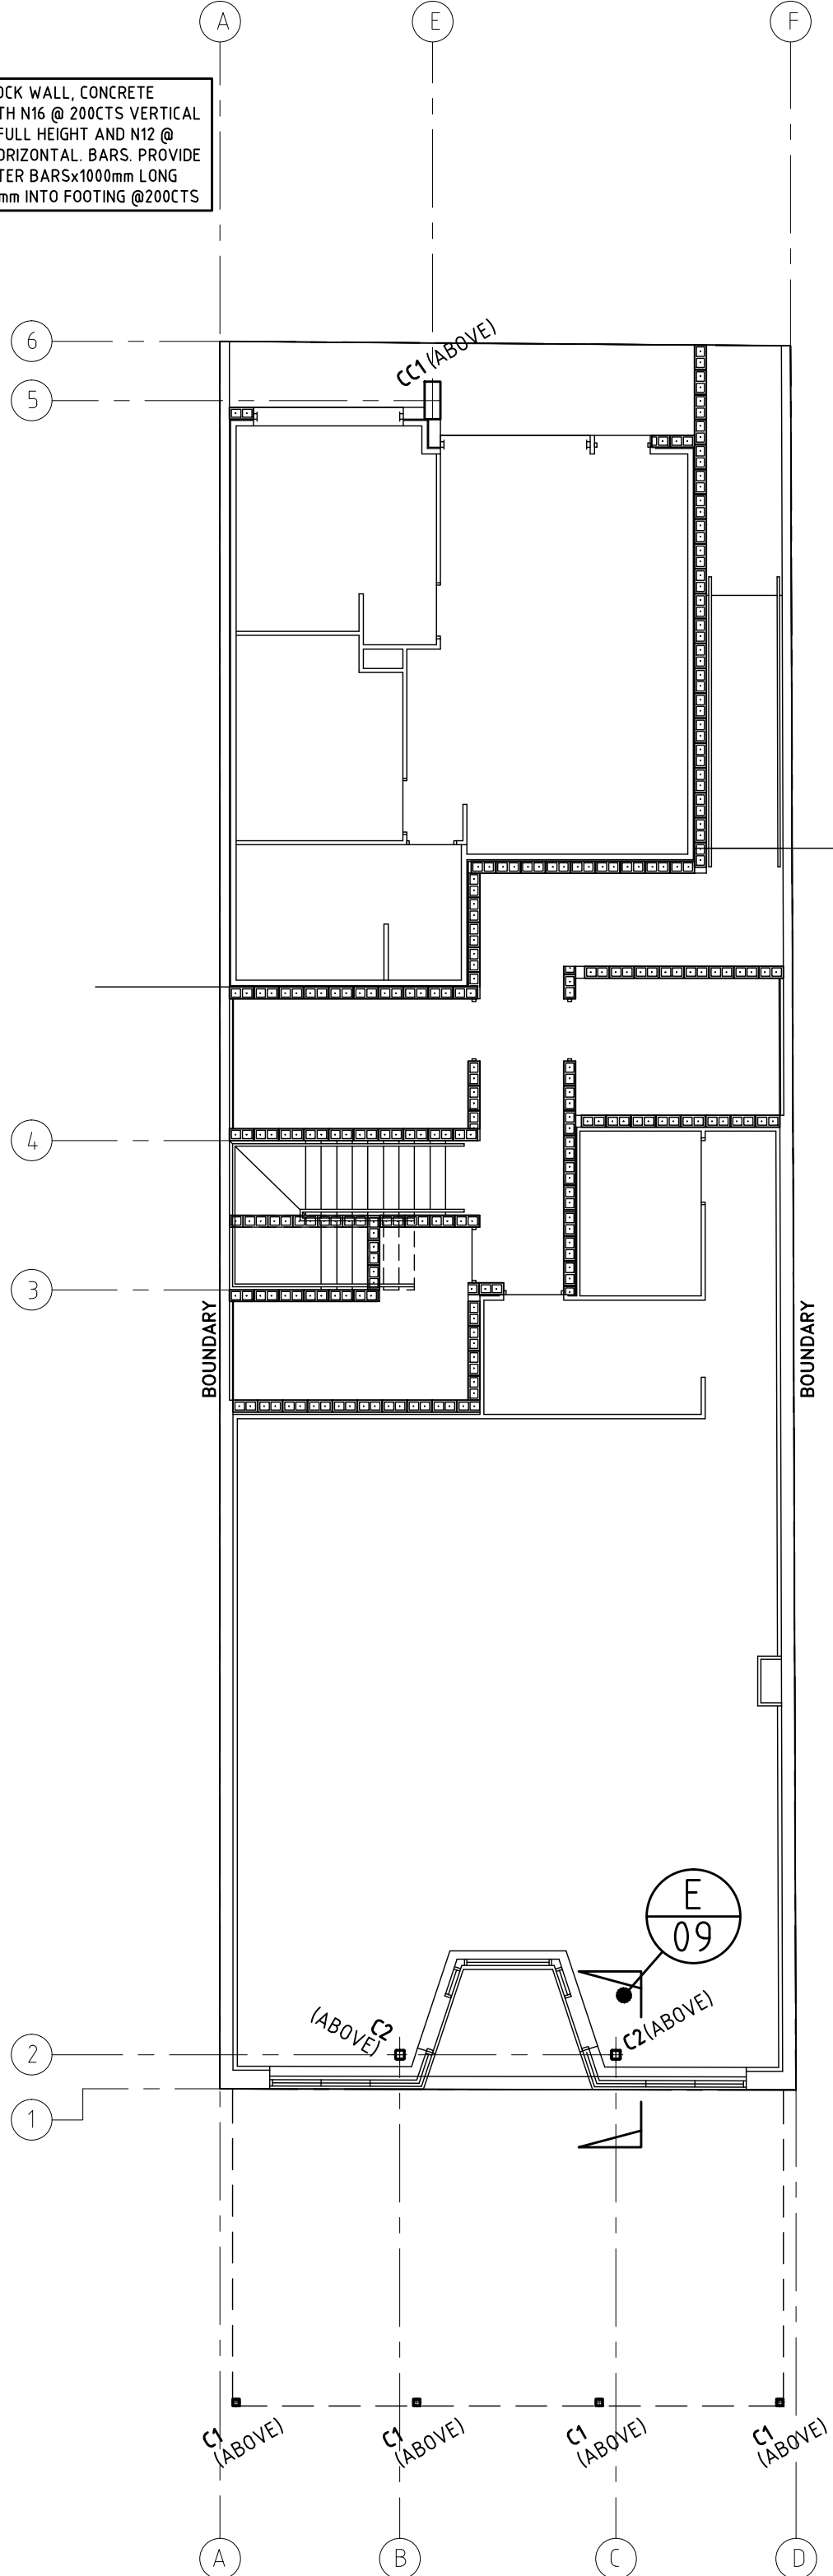 A
E
F
OCK WALL, CONCRETE
TH N16 @ 200CTS VERTICAL
FULL HEIGHT AND N12 @
ORIZONTAL. BARS. PROVIDE
TER BARSx1000mm LONG
mm INTO FOOTING @200CTS
6
CC1 (ABOVE)
5
4
3
BOUNDARY
BOUNDARY
E
09
C2
(ABOVE)
C2 (ABOVE)
2
1
C1
(ABOVE)
C1
(ABOVE)
C1
(ABOVE)
C1
(ABOVE)
A
B
C
D